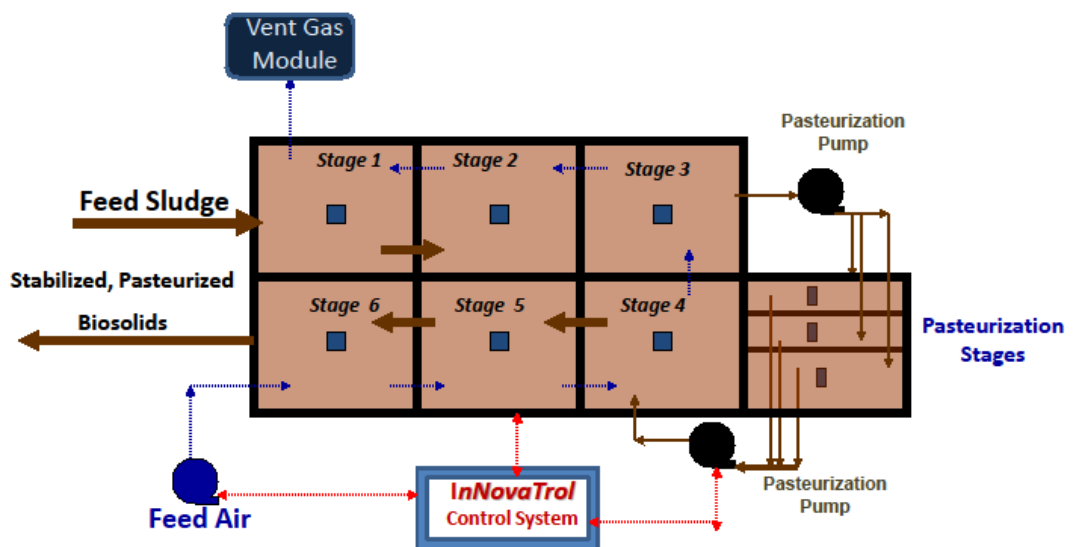 Vent Gas
Module
Pasteurization
Pump
Stage 1
Stage 2
Stage 3
Feed Sludge
Stabilized, Pasteurized
Biosolids
Stage 6
Stage 5
Stage 4
Pasteurization
Stages
Feed Air
InNovaTrol
Control System
Pasteurization
Pump